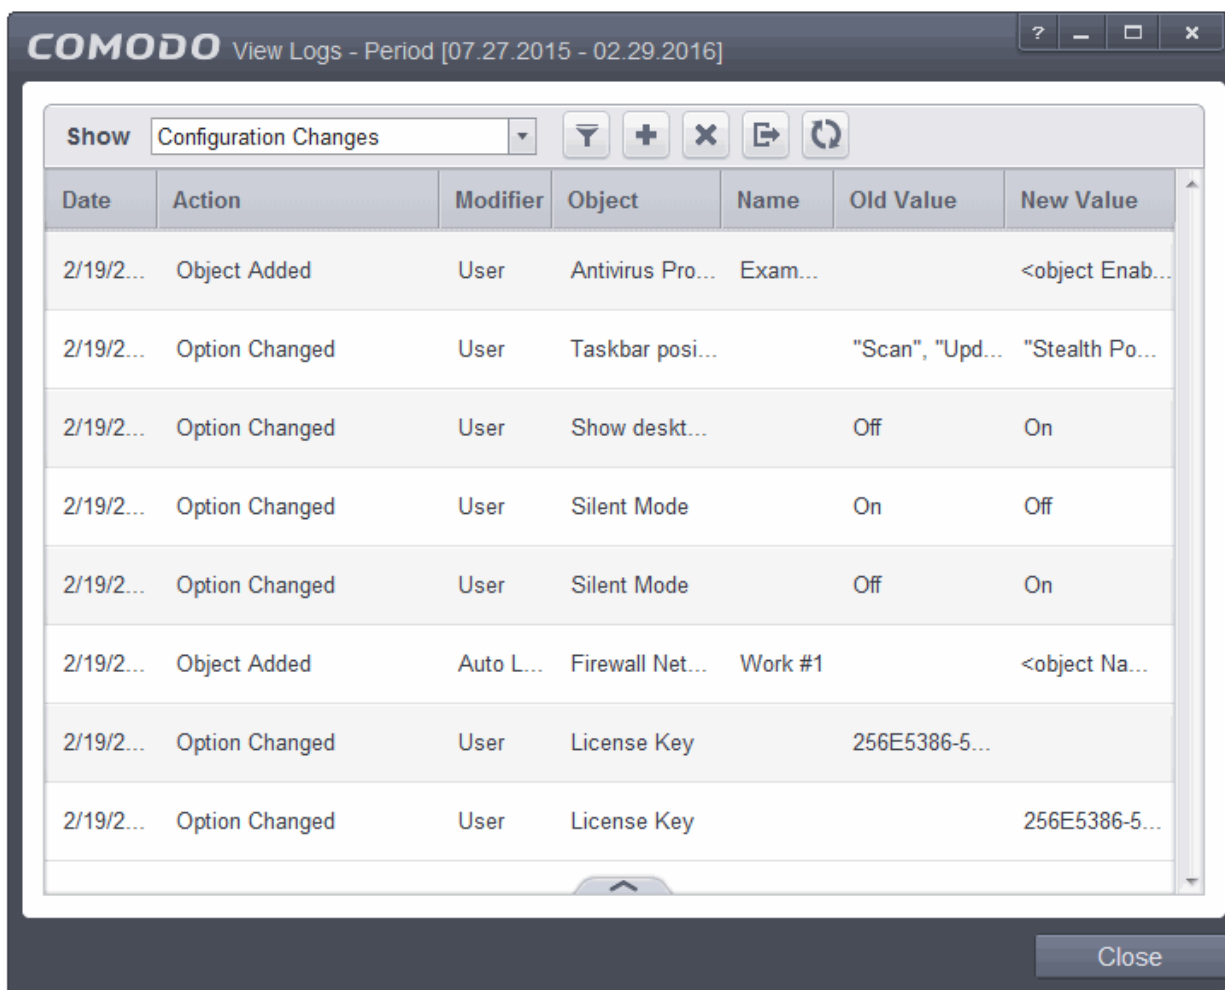 COMODO View Logs - Period [07.27.2015 - 02.29.2016]
?
Show Configuration Changes
Date Action Modifier Object Name Old Value New Value
2/19/2... Object Added User Antivirus Pro... Exam... <object Enab...
2/19/2... Option Changed User Taskbar posi... "Scan", "Upd... "Stealth Po...
2/19/2... Option Changed User Show deskt... Off On
2/19/2... Option Changed User Silent Mode On Off
2/19/2... Option Changed User Silent Mode Off On
2/19/2... Object Added Auto L... Firewall Net... Work #1 <object Na...
2/19/2... Option Changed User License Key 256E5386-5...
2/19/2... Option Changed User License Key 256E5386-5...
Close